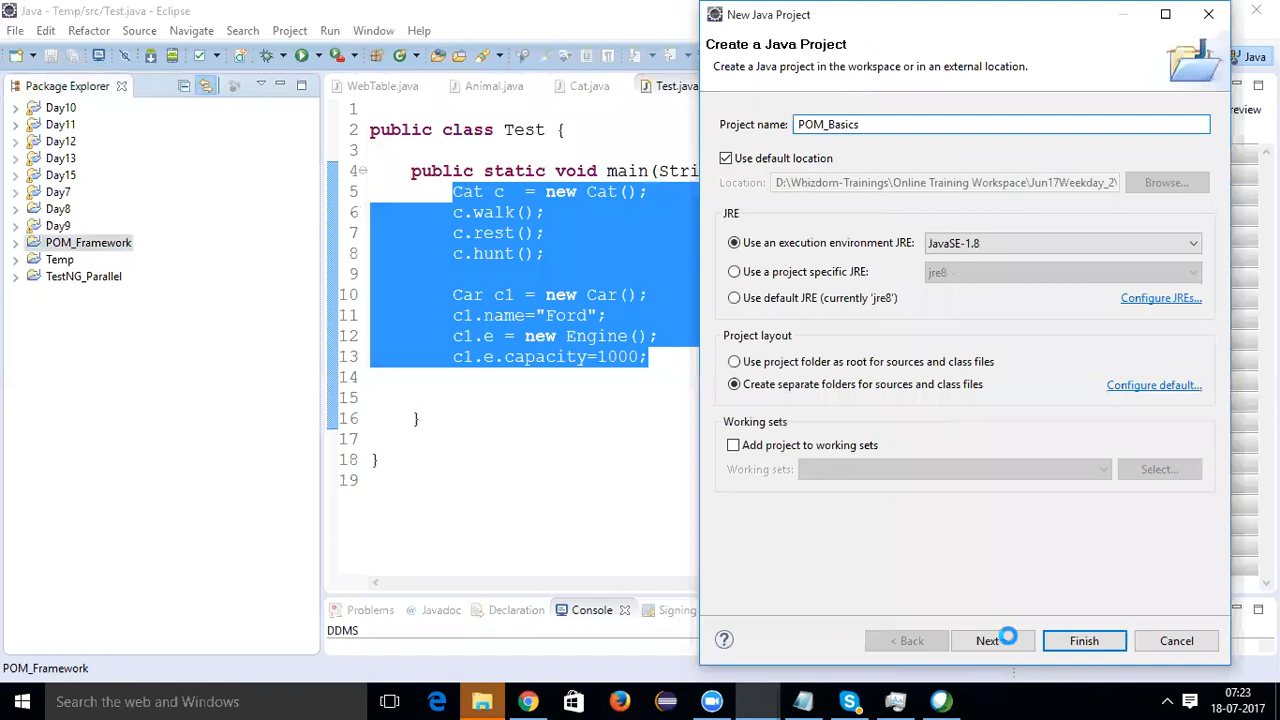 Java - Temp/src/Test.java - Eclipse
File Edit Refactor Source Navigate Search Project Run Window Help
Java
Package Explorer
WebTable.java
Animal.java
Cat.java
Test.java
Day10
Day11
Day12
Day13
Day15
Day7
Day8
Day9
POM_Framework
Temp
TestNG_Parallel
1
2 public class Test {
3
4 public static void main(Stri
5 Cat c = new Cat();
6 c.walk();
7 c.rest();
8 c.hunt();
9
10 Car c1 = new Car();
11 c1.name="Ford";
12 c1.e = new Engine();
13 c1.e.capacity=1000;
14
15
16 }
17
18 }
19
Problems @ Javadoc Declaration Console Signing
DDMS
POM_Framework
New Java Project
Create a Java Project
Create a Java project in the workspace or in an external location.
Project name: POM_Basics
Use default location
Location: D:\Whizdom-Trainings\Online Training Workspace\Jun17Weekday_2\ Browse...
JRE
Use an execution environment JRE: JavaSE-1.8
Use a project specific JRE: jre8
Use default JRE (currently 'jre8') Configure JREs...
Project layout
Use project folder as root for sources and class files
Create separate folders for sources and class files Configure default...
Working sets
Add project to working sets
Working sets: Select...
< Back Next Finish Cancel
Search the web and Windows
07:23
18-07-2017